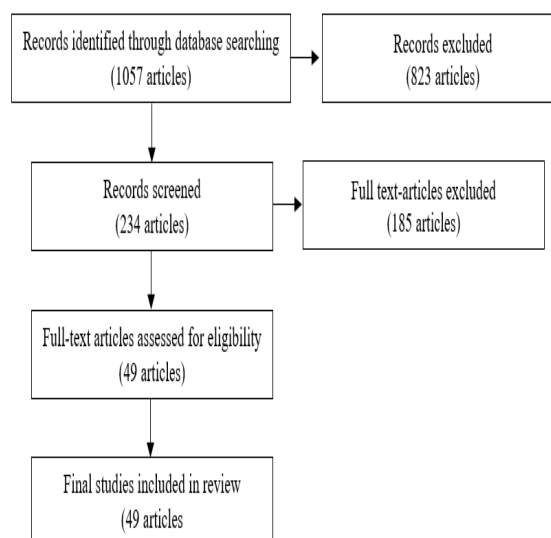 Records identified through database searching
(1057 articles)
Records excluded
(823 articles)
Records screened
(234 articles)
Full text-articles excluded
(185 articles)
Full-text articles assessed for eligibility
(49 articles)
Final studies included in review
(49 articles